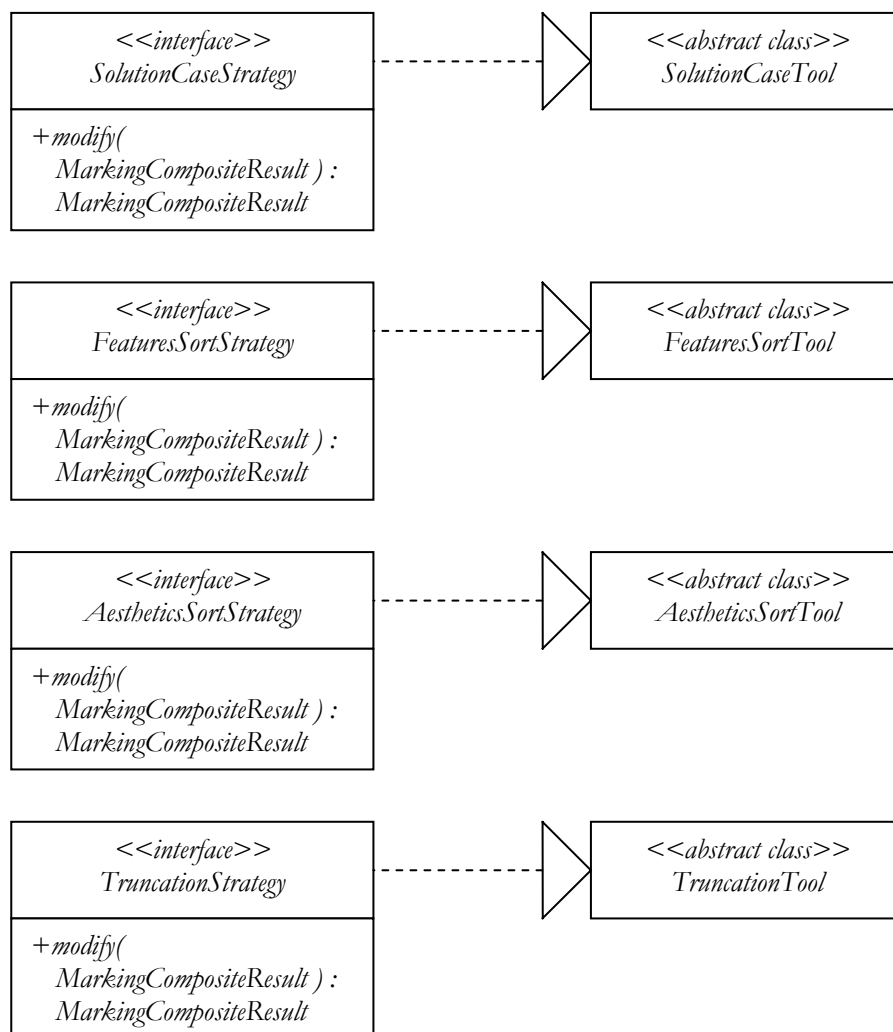 <<interface>>
SolutionCaseStrategy
+modify(
MarkingCompositeResult ) :
MarkingCompositeResult
<<abstract class>>
SolutionCaseTool
<<interface>>
FeaturesSortStrategy
+modify(
MarkingCompositeResult ) :
MarkingCompositeResult
<<abstract class>>
FeaturesSortTool
<<interface>>
AestheticsSortStrategy
+modify(
MarkingCompositeResult ) :
MarkingCompositeResult
<<abstract class>>
AestheticsSortTool
<<interface>>
TruncationStrategy
+modify(
MarkingCompositeResult ) :
MarkingCompositeResult
<<abstract class>>
TruncationTool